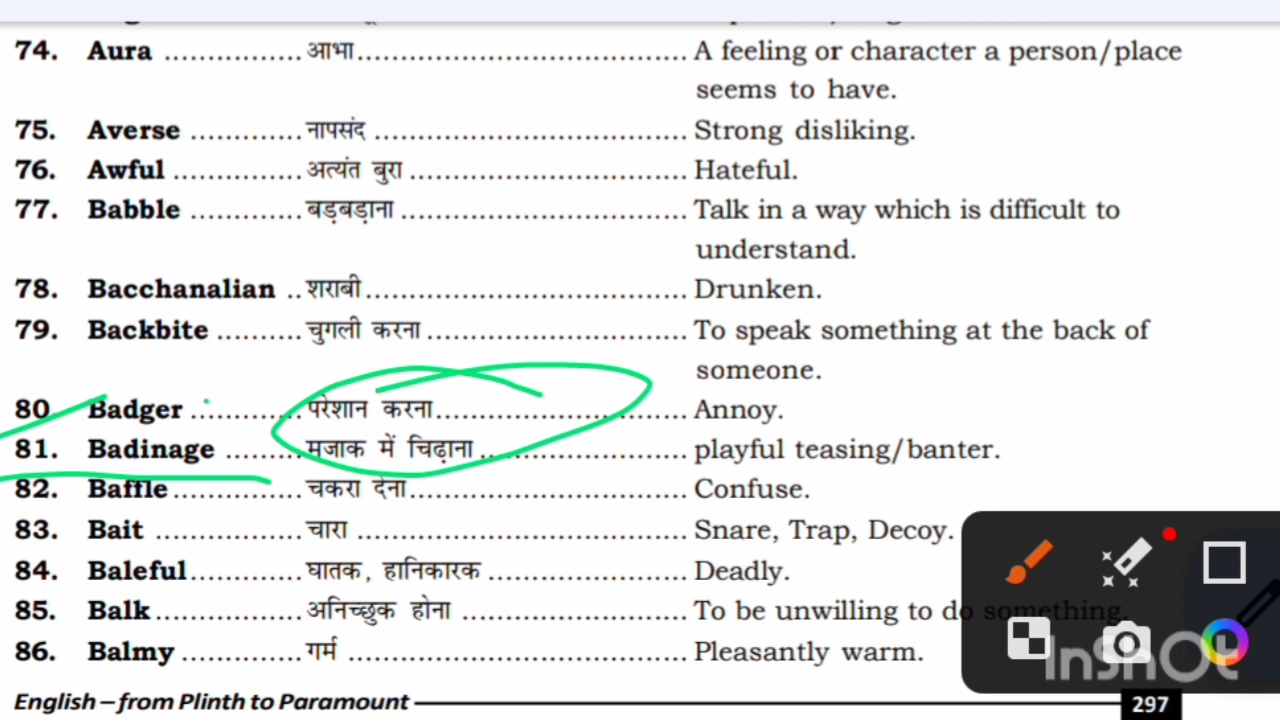 74. Aura ................ आभा...................................... A feeling or character a person/place
seems to have.
75. Averse ............. नापसंद .................................... Strong disliking.
76. Awful ............... अत्यंत बुरा ................................ Hateful.
77. Babble ............. बड़बड़ाना ................................. Talk in a way which is difficult to
understand.
78. Bacchanalian .. शराबी..................................... Drunken.
79. Backbite .......... चुगली करना .............................. To speak something at the back of
someone.
80. Badger ............. परेशान करना............................. Annoy.
81. Badinage ......... मजाक में चिढ़ाना ........................ playful teasing/banter.
82. Baffle ............... चकरा देना................................ Confuse.
83. Bait .................. चारा ...................................... Snare, Trap, Decoy.
84. Baleful............. घातक, हानिकारक ....................... Deadly.
85. Balk .................. अनिच्छुक होना .......................... To be unwilling to do something.
86. Balmy .............. गर्म ....................................... Pleasantly warm.
InShOt
English – from Plinth to Paramount 297